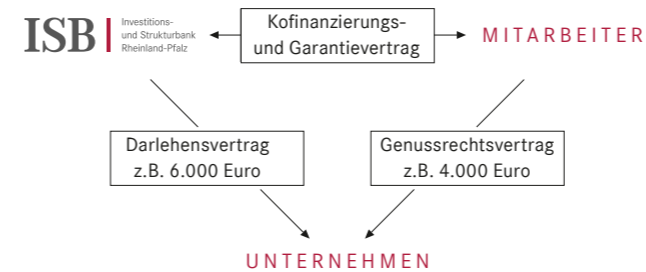 ISB
Investitions-
und Strukturbank
Rheinland-Pfalz
Kofinanzierungs-
und Garantievertrag
MITARBEITER
Darlehensvertrag
z.B. 6.000 Euro
Genussrechtsvertrag
z.B. 4.000 Euro
UNTERNEHMEN